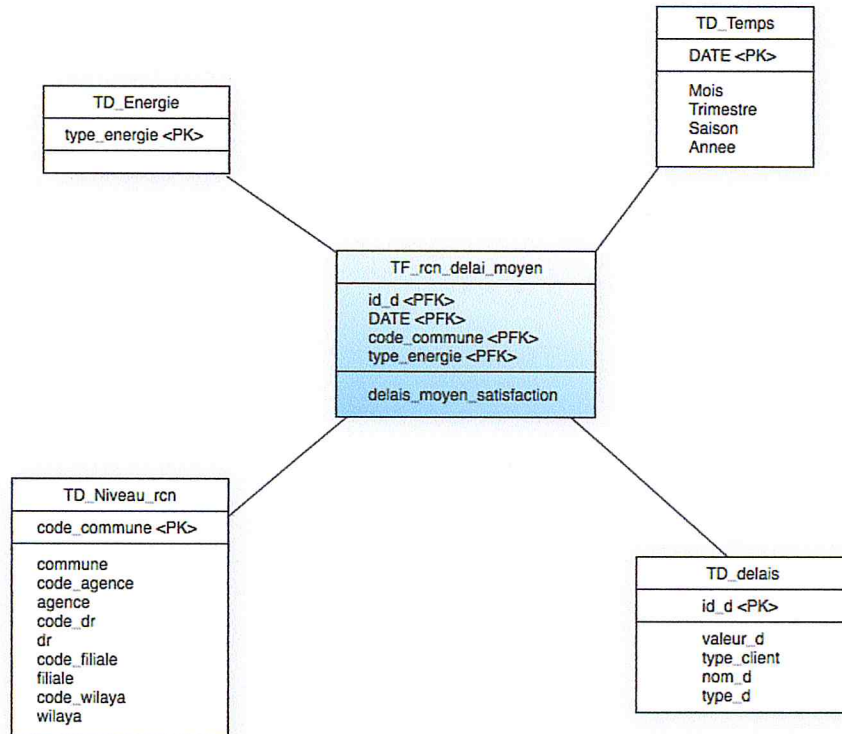 TD_Temps
DATE <PK>
Mois
Trimestre
Saison
Annee
TD_Energie
type_energie <PK>
TF_rcn_delai_moyen
id_d <PFK>
DATE <PFK>
code_commune <PFK>
type_energie <PFK>
delais_moyen_satisfaction
TD_Niveau_rcn
code_commune <PK>
commune
code_agence
agence
code_dr
dr
code_filiale
filiale
code_wilaya
wilaya
TD_delais
id_d <PK>
valeur_d
type_client
nom_d
type_d